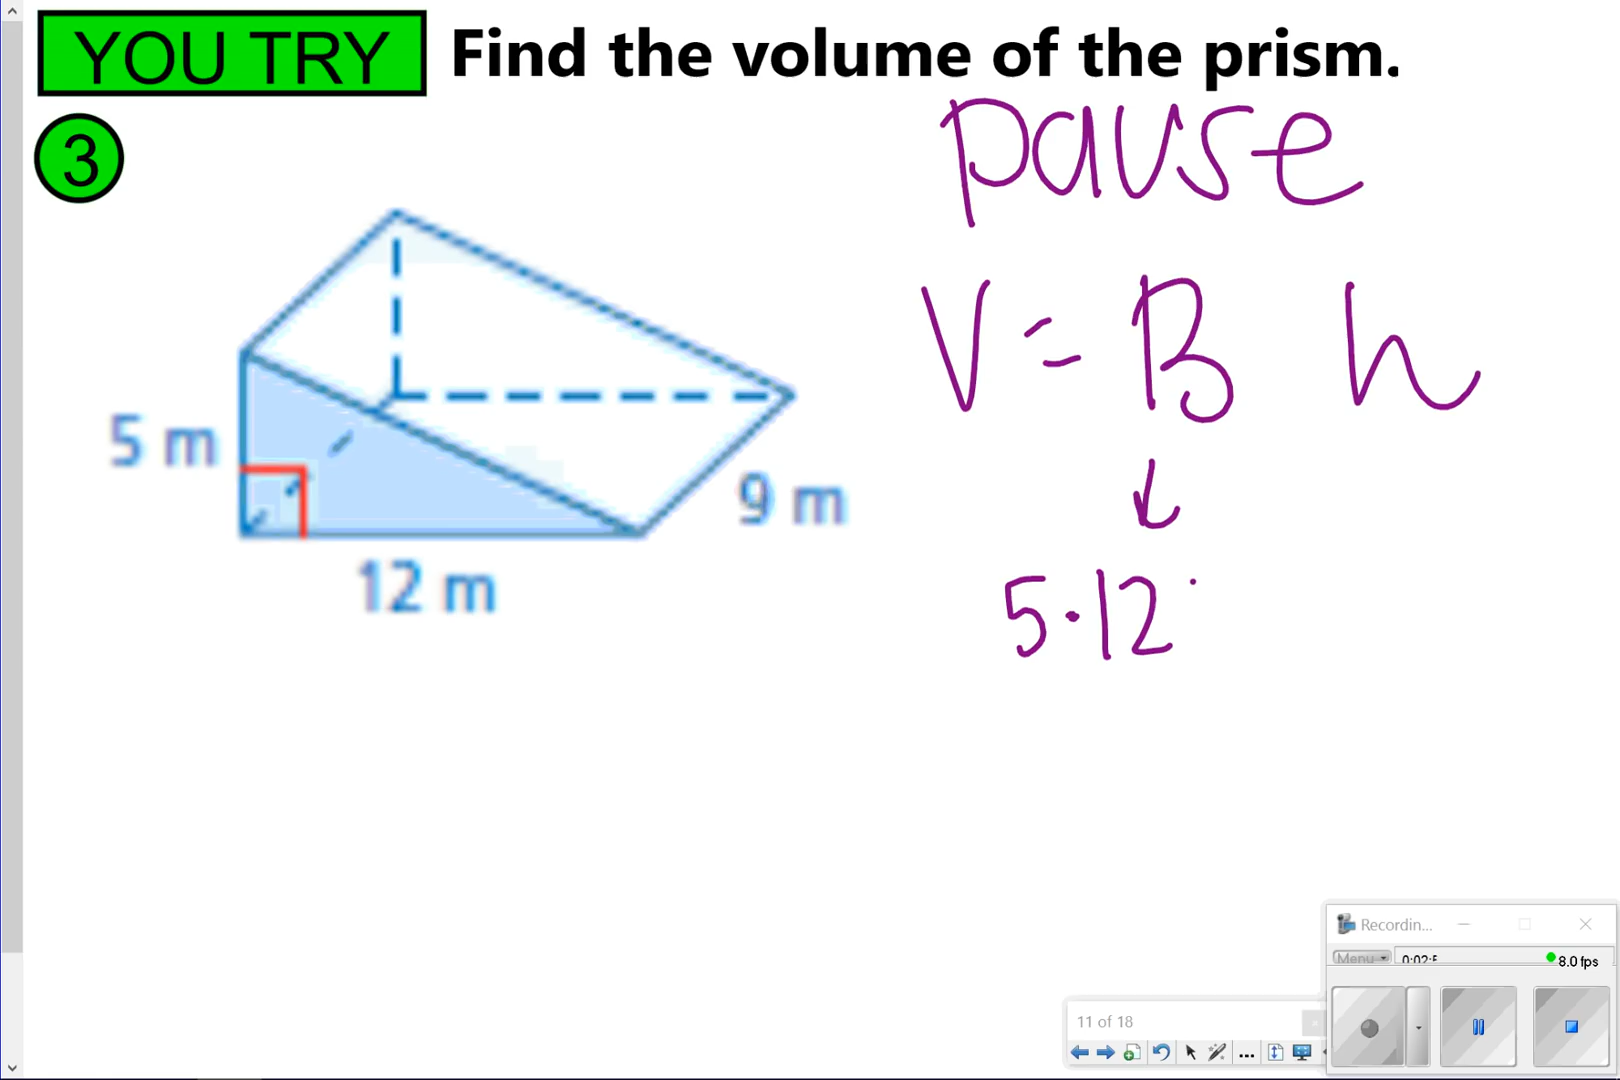 YOU TRY Find the volume of the prism.
3
pause
V = B h
5 m
9 m
12 m
5·12
Recordin...
Menu
8.0 fps
11 of 18